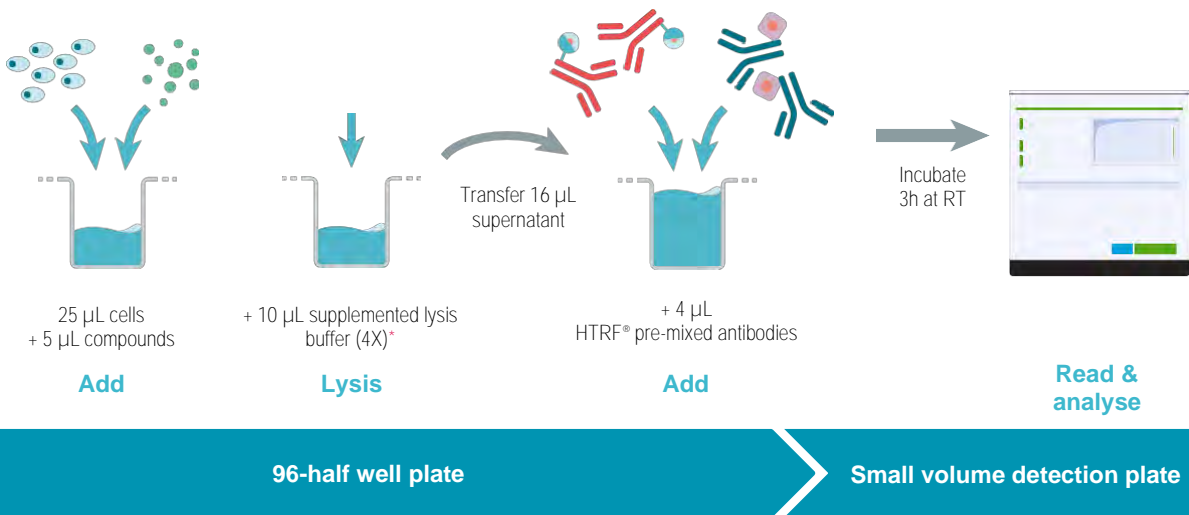 25 µL cells
+ 5 µL compounds
Add
+ 10 µL supplemented lysis
buffer (4X)*
Lysis
Transfer 16 µL
supernatant
+ 4 µL
HTRF® pre-mixed antibodies
Add
Incubate
3h at RT
Read &
analyse
96-half well plate
Small volume detection plate